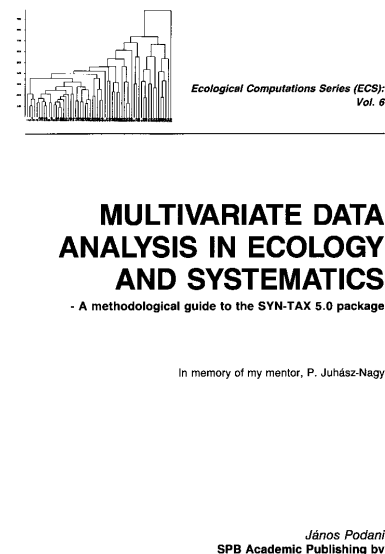 Ecological Computations Series (ECS):
Vol. 6
MULTIVARIATE DATA
ANALYSIS IN ECOLOGY
AND SYSTEMATICS
- A methodological guide to the SYN-TAX 5.0 package
In memory of my mentor, P. Juhász-Nagy
János Podani
SPB Academic Publishing bv